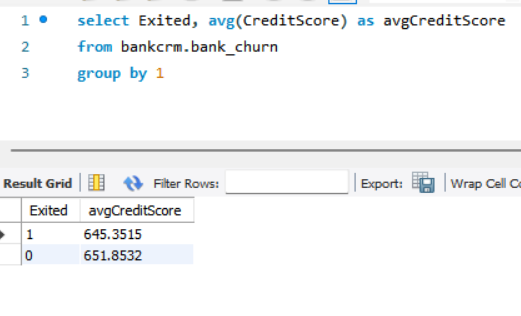 1 select Exited, avg(CreditScore) as avgCreditScore
2 from bankcrm.bank_churn
3 group by 1
Result Grid Filter Rows: Export: Wrap Cell Co
Exited avgCreditScore
1 645.3515
0 651.8532